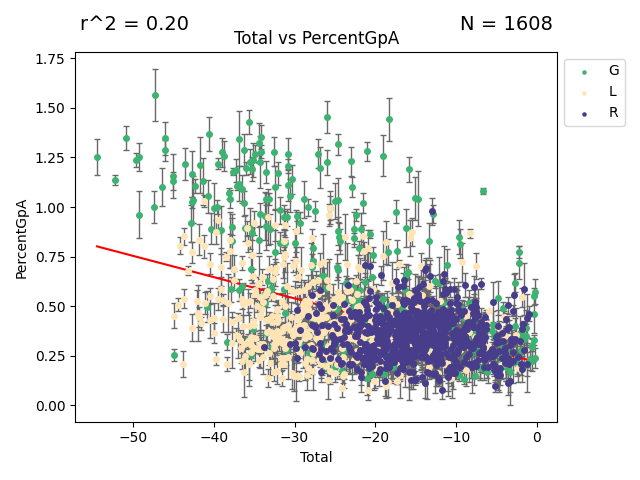 r^2 = 0.20
N = 1608
Total vs PercentGpA
G
L
R
PercentGpA
1.75
1.50
1.25
1.00
0.75
0.50
0.25
0.00
−50
−40
−30
−20
−10
0
Total